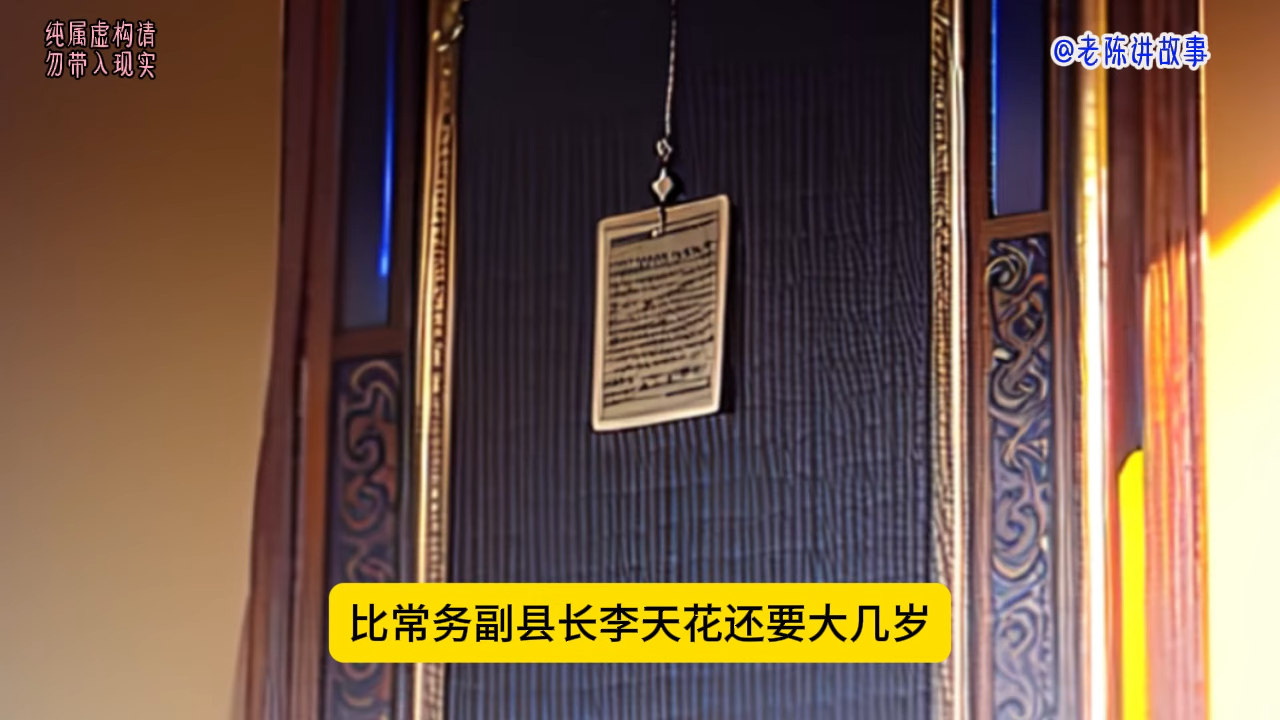 纯属虚构请
勿带入现实
@老陈讲故事
比常务副县长李天花还要大几岁